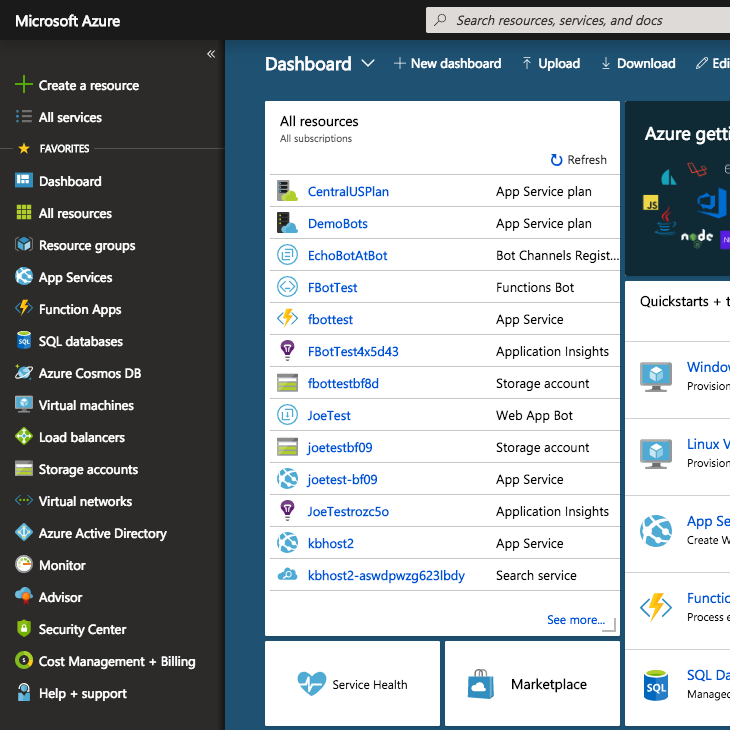 Microsoft Azure
Search resources, services, and docs
«
Create a resource
All services
FAVORITES
Dashboard
All resources
Resource groups
App Services
Function Apps
SQL databases
Azure Cosmos DB
Virtual machines
Load balancers
Storage accounts
Virtual networks
Azure Active Directory
Monitor
Advisor
Security Center
Cost Management + Billing
Help + support
Dashboard New dashboard Upload Download Edi
All resources
All subscriptions
Refresh
CentralUSPlan App Service plan
DemoBots App Service plan
EchoBotAtBot Bot Channels Regist...
FBotTest Functions Bot
fbottest App Service
FBotTest4x5d43 Application Insights
fbottestbf8d Storage account
JoeTest Web App Bot
joetestbf09 Storage account
joetest-bf09 App Service
JoeTestrozc5o Application Insights
kbhost2 App Service
kbhost2-aswdpwzg623lbdy Search service
See more...
Service Health
Marketplace
Azure getti
JS
node
Quickstarts + t
Window
Provision
Linux V
Provision
App Se
Create W
Functio
Process e
SQL
SQL Da
Managed